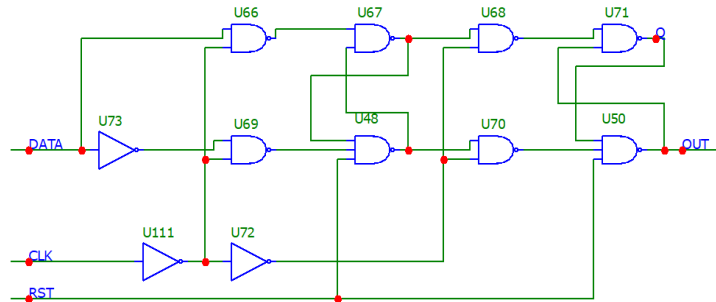 U66
U67
U68
U71
Q
U73
U69
U48
U70
U50
DATA
OUT
U111
U72
CLK
RST